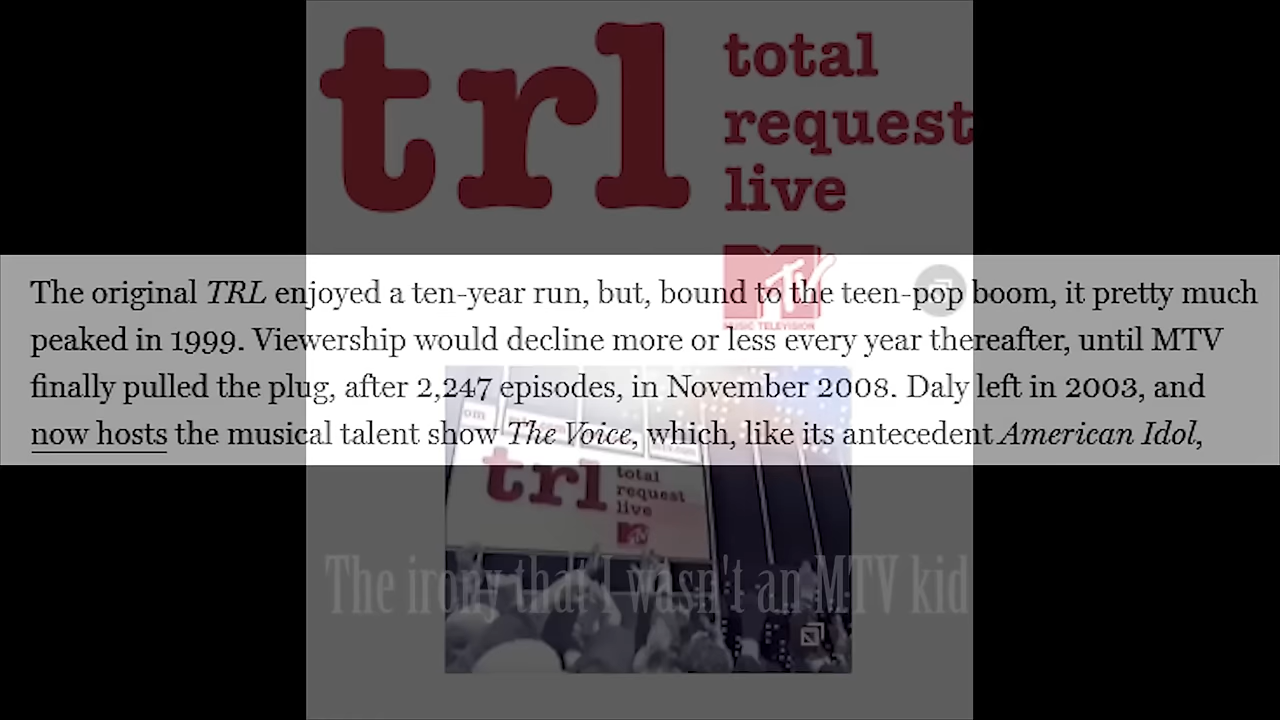 trl
total
request
live
MTV
MUSIC TELEVISION
The original TRL enjoyed a ten-year run, but, bound to the teen-pop boom, it pretty much
peaked in 1999. Viewership would decline more or less every year thereafter, until MTV
finally pulled the plug, after 2,247 episodes, in November 2008. Daly left in 2003, and
now hosts the musical talent show The Voice, which, like its antecedent American Idol,
trl
total
request
live
The irony that I wasn't an MTV kid